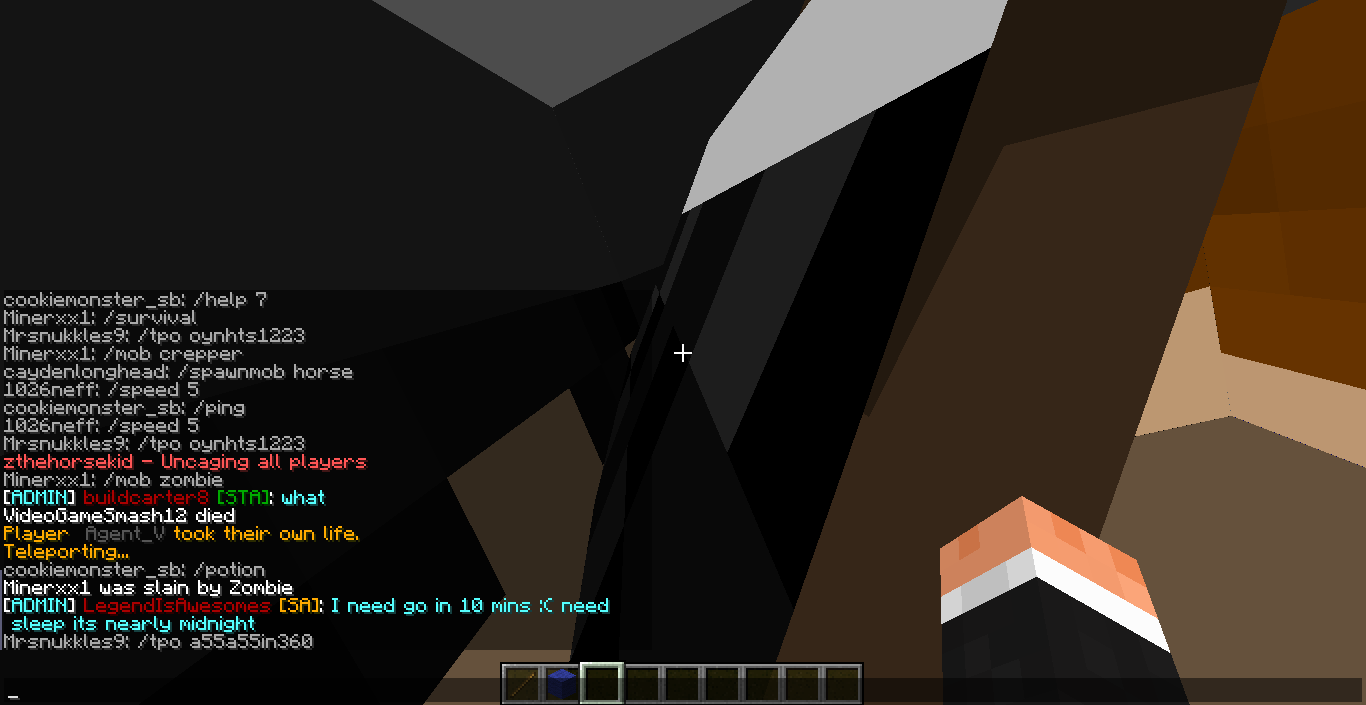 cookiemonster_sb: /help 7
Minerxx1: /survival
Mrsnukkles9: /tpo oynhts1223
Minerxx1: /mob crepper
caydenlonghead: /spawnmob horse
1026neff: /speed 5
cookiemonster_sb: /ping
1026neff: /speed 5
Mrsnukkles9: /tpo oynhts1223
zthehorsekid - Uncaging all players
Minerxx1: /mob zombie
[ADMIN] buildcarter8 [STA]: what
VideoGameSmash12 died
Player Agent_V took their own life.
Teleporting...
cookiemonster_sb: /potion
Minerxx1 was slain by Zombie
[ADMIN] LegendIsAwesomes [SA]: I need go in 10 mins :C need
sleep its nearly midnight
Mrsnukkles9: /tpo a55a55in360
_